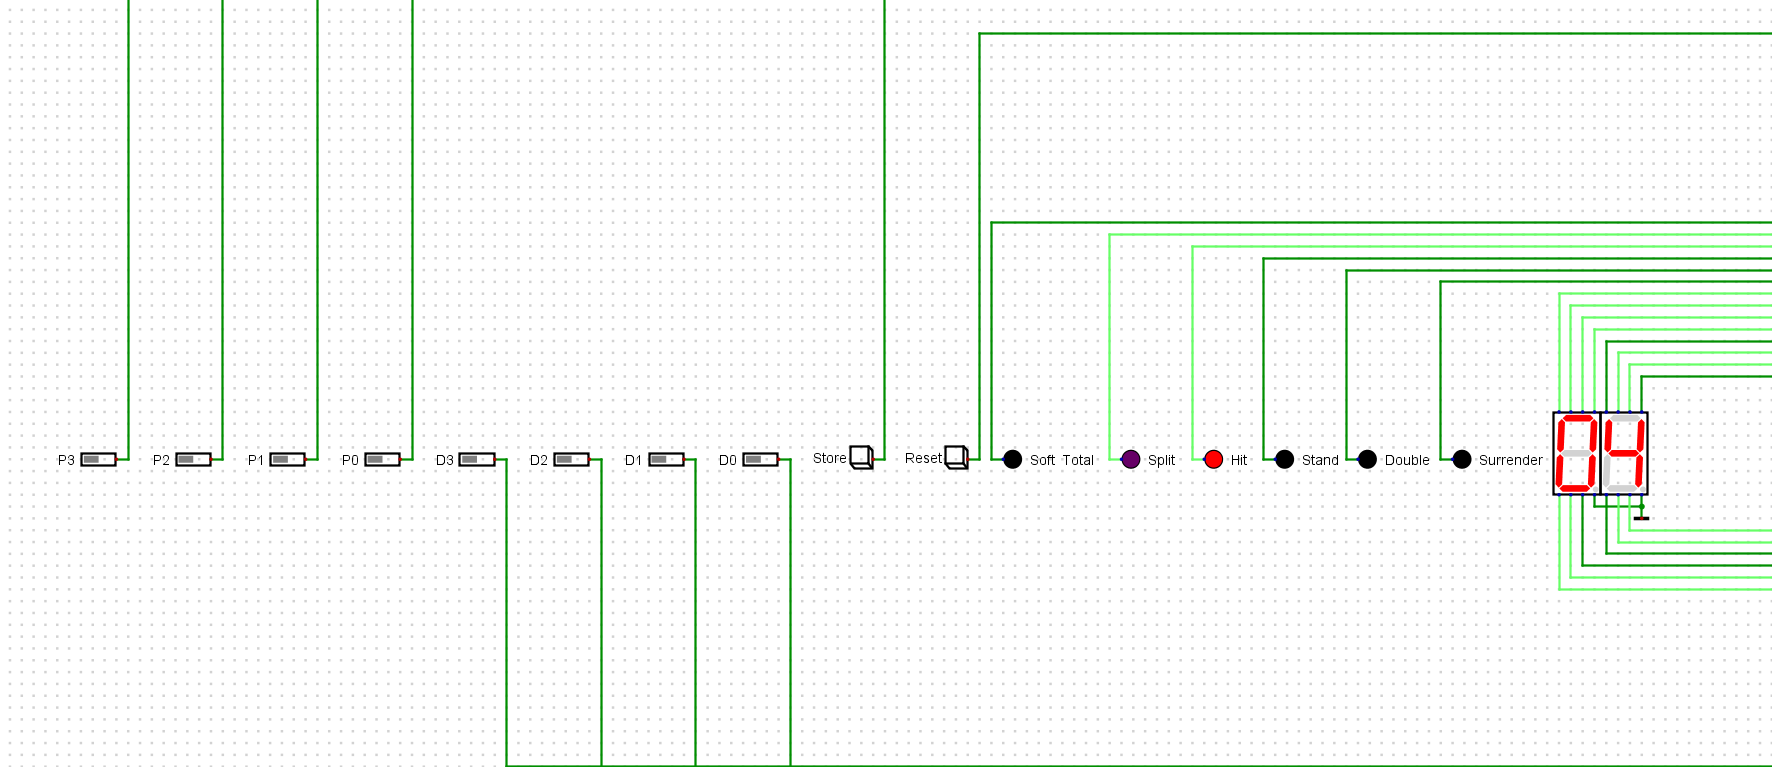 P3 P2 P1 P0 D3 D2 D1 D0 Store Reset Soft Total Split Hit Stand Double Surrender 04